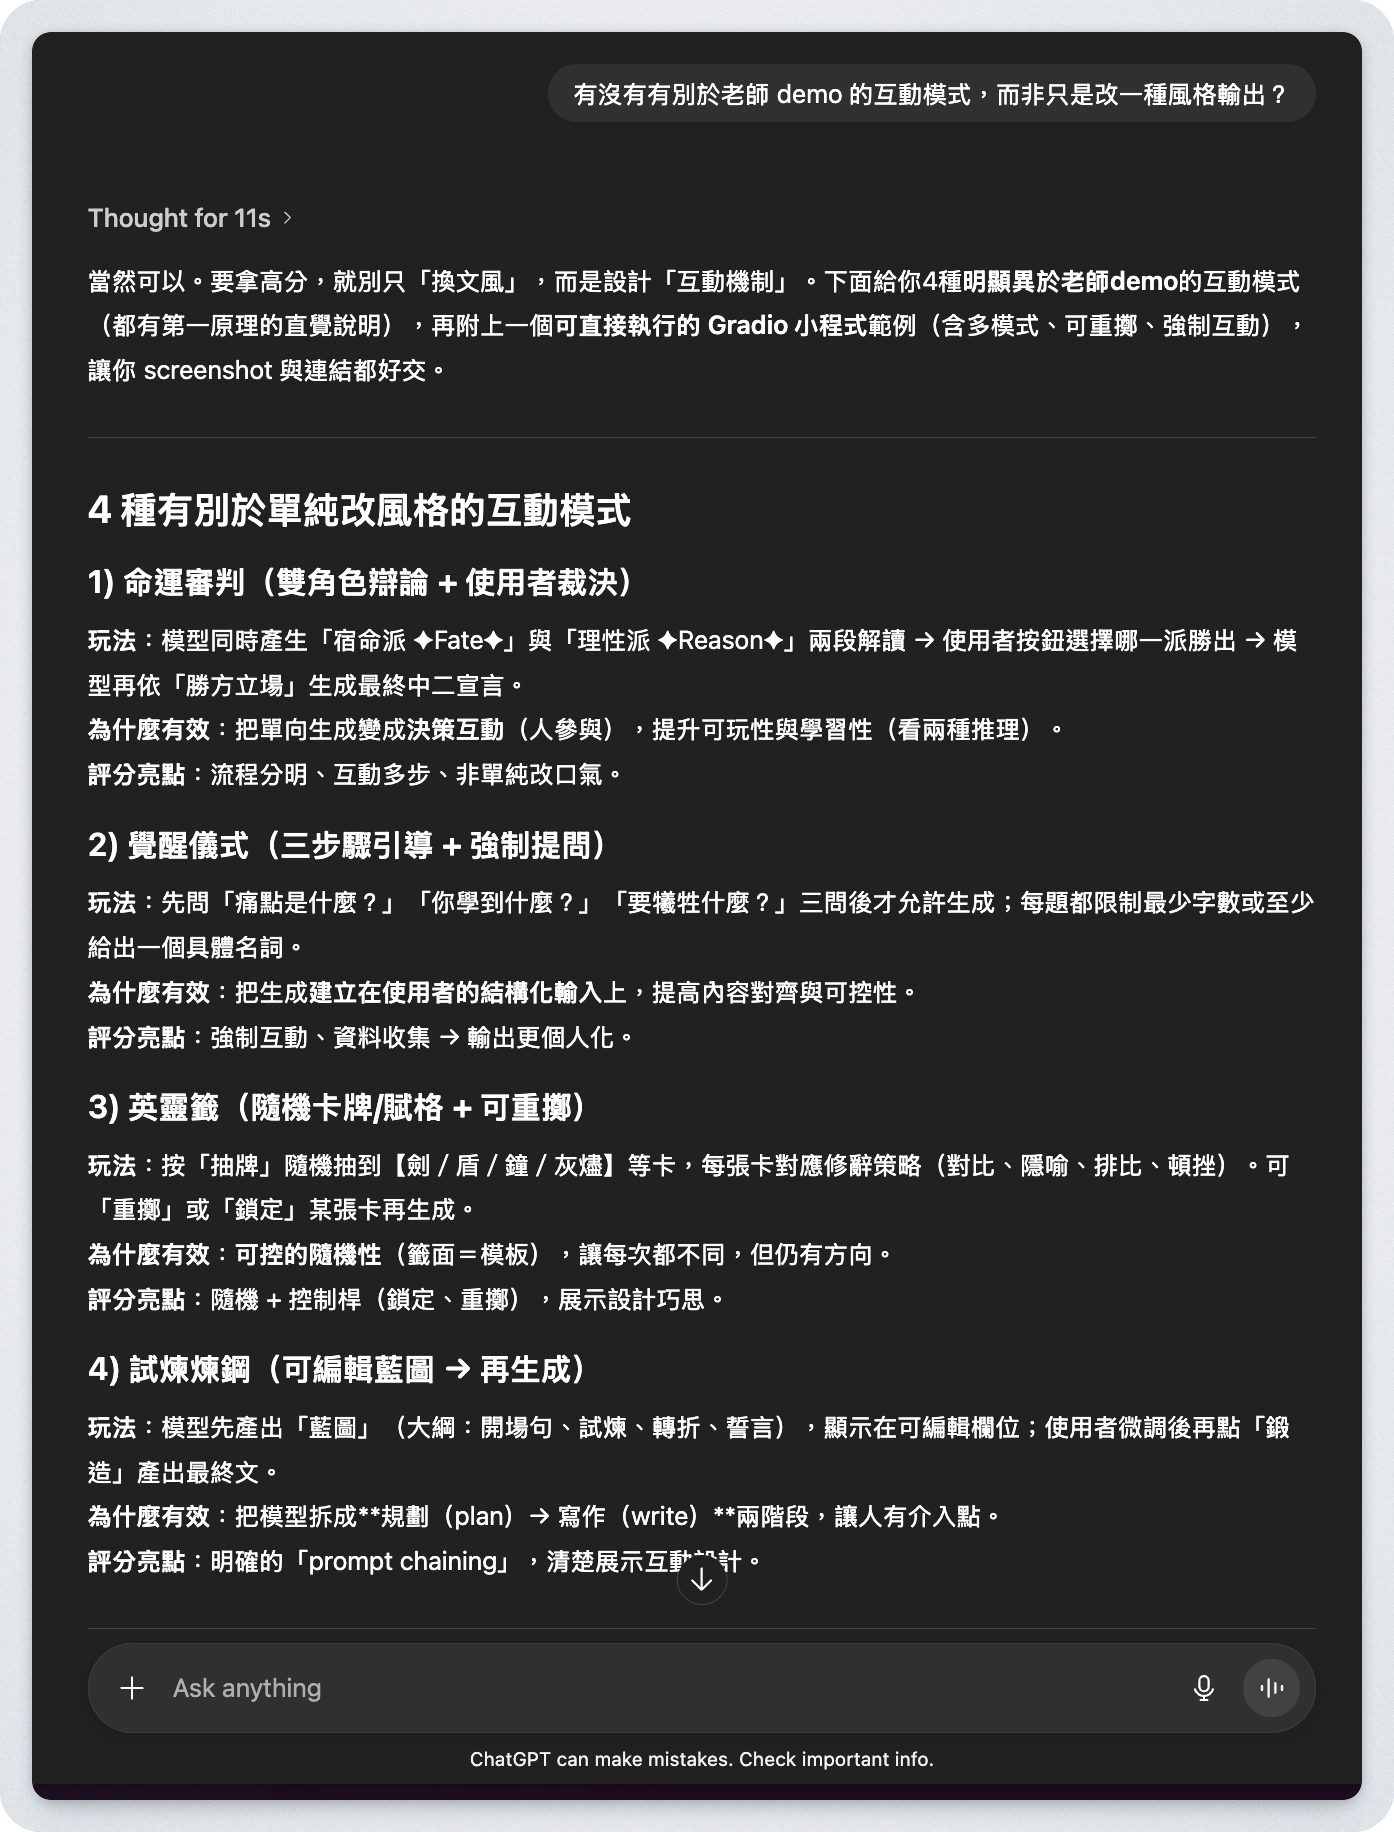 有沒有有別於老師 demo 的互動模式，而非只是改一種風格輸出？
Thought for 11s
當然可以。要拿高分，就別只「換文風」，而是設計「互動機制」。下面給你4種明顯異於老師demo的互動模式
（都有第一原理的直覺說明），再附上一個可直接執行的 Gradio 小程式範例（含多模式、可重擲、強制互動），
讓你 screenshot 與連結都好交。
4 種有別於單純改風格的互動模式
1) 命運審判（雙角色辯論 + 使用者裁決）
玩法：模型同時產生「宿命派 ✦Fate✦」與「理性派 ✦Reason✦」兩段解讀 → 使用者按鈕選擇哪一派勝出 → 模
型再依「勝方立場」生成最終中二宣言。
為什麼有效：把單向生成變成決策互動（人參與），提升可玩性與學習性（看兩種推理）。
評分亮點：流程分明、互動多步、非單純改口氣。
2) 覺醒儀式（三步驟引導 + 強制提問）
玩法：先問「痛點是什麼？」「你學到什麼？」「要犧牲什麼？」三問後才允許生成；每題都限制最少字數或至少
給出一個具體名詞。
為什麼有效：把生成建立在使用者的結構化輸入上，提高內容對齊與可控性。
評分亮點：強制互動、資料收集 → 輸出更個人化。
3) 英靈籤（隨機卡牌/賦格 + 可重擲）
玩法：按「抽牌」隨機抽到【劍 / 盾 / 鐘 / 灰燼】等卡，每張卡對應修辭策略（對比、隱喻、排比、頓挫）。可
「重擲」或「鎖定」某張卡再生成。
為什麼有效：可控的隨機性（籤面＝模板），讓每次都不同，但仍有方向。
評分亮點：隨機 + 控制桿（鎖定、重擲），展示設計巧思。
4) 試煉煉鋼（可編輯藍圖 → 再生成）
玩法：模型先產出「藍圖」（大綱：開場句、試煉、轉折、誓言），顯示在可編輯欄位；使用者微調後再點「鍛
造」產出最終文。
為什麼有效：把模型拆成**規劃（plan）→ 寫作（write）**兩階段，讓人有介入點。
評分亮點：明確的「prompt chaining」，清楚展示互動設計。
Ask anything
ChatGPT can make mistakes. Check important info.